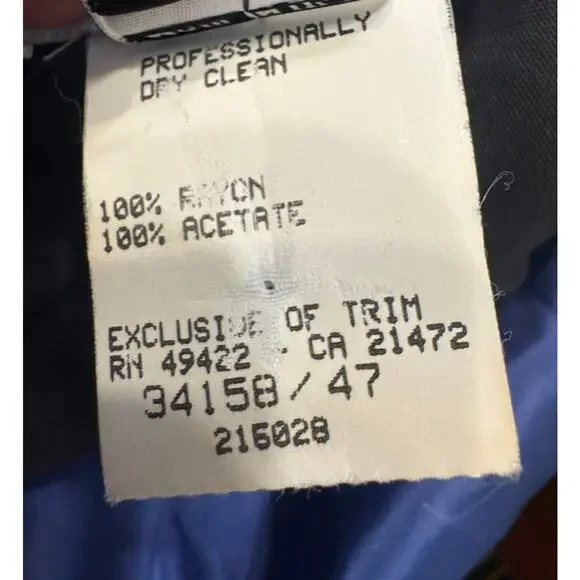 PROFESSIONALLY
DRY CLEAN
100% RAYON
100% ACETATE
EXCLUSIVE OF TRIM
RN 49422 - CA 21472
34158/47
216028